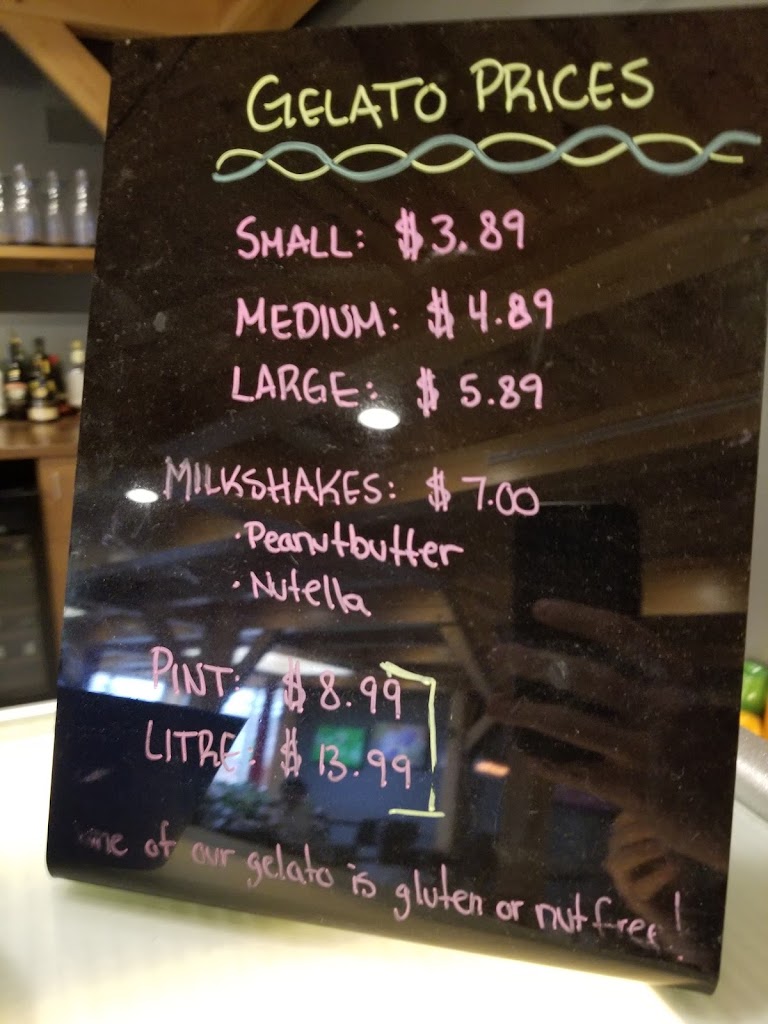 GELATO PRICES
SMALL: $3.89
MEDIUM: $4.89
LARGE: $5.89
MILKSHAKES: $7.00
· Peanutbutter
· Nutella
PINT: $8.99
LITRE: $13.99
of our gelato is gluten or nut free!